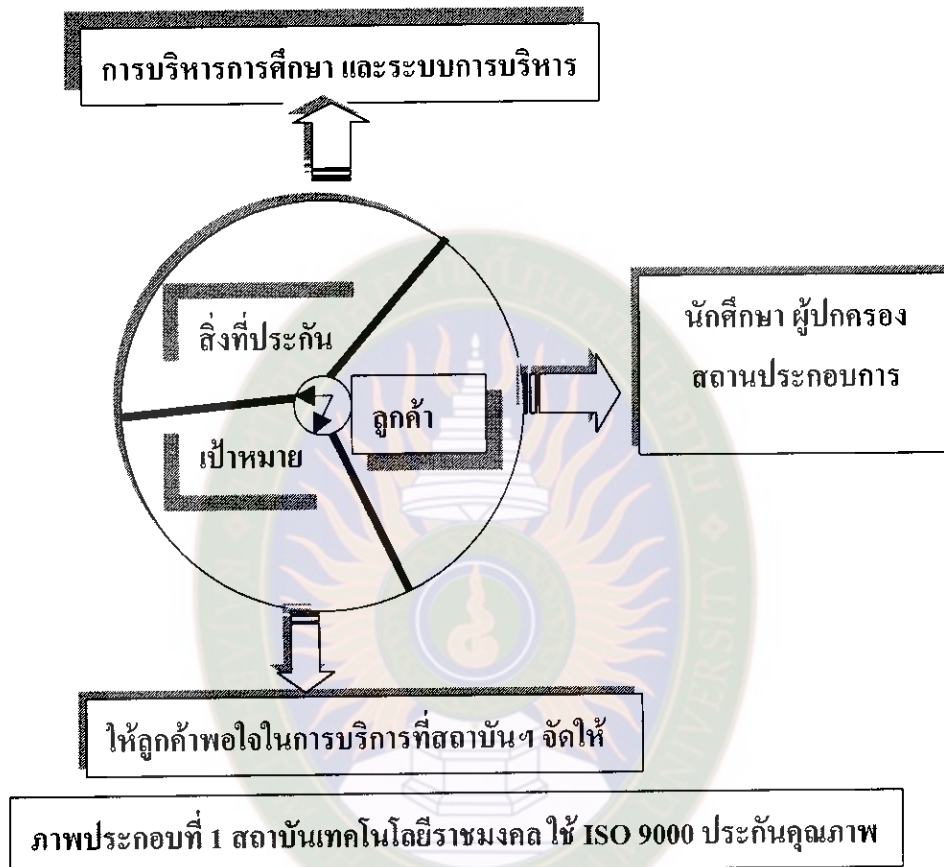 การบริหารการศึกษา และระบบการบริหาร
สิ่งที่ประกัน
นักศึกษา ผู้ปกครอง
สถานประกอบการ
ลูกค้า
เป้าหมาย
ให้ลูกค้าพอใจในการบริการที่สถาบันฯ จัดให้
ภาพประกอบที่ 1 สถาบันเทคโนโลยีราชมงคล ใช้ ISO 9000 ประกันคุณภาพ
UNIVERSITY